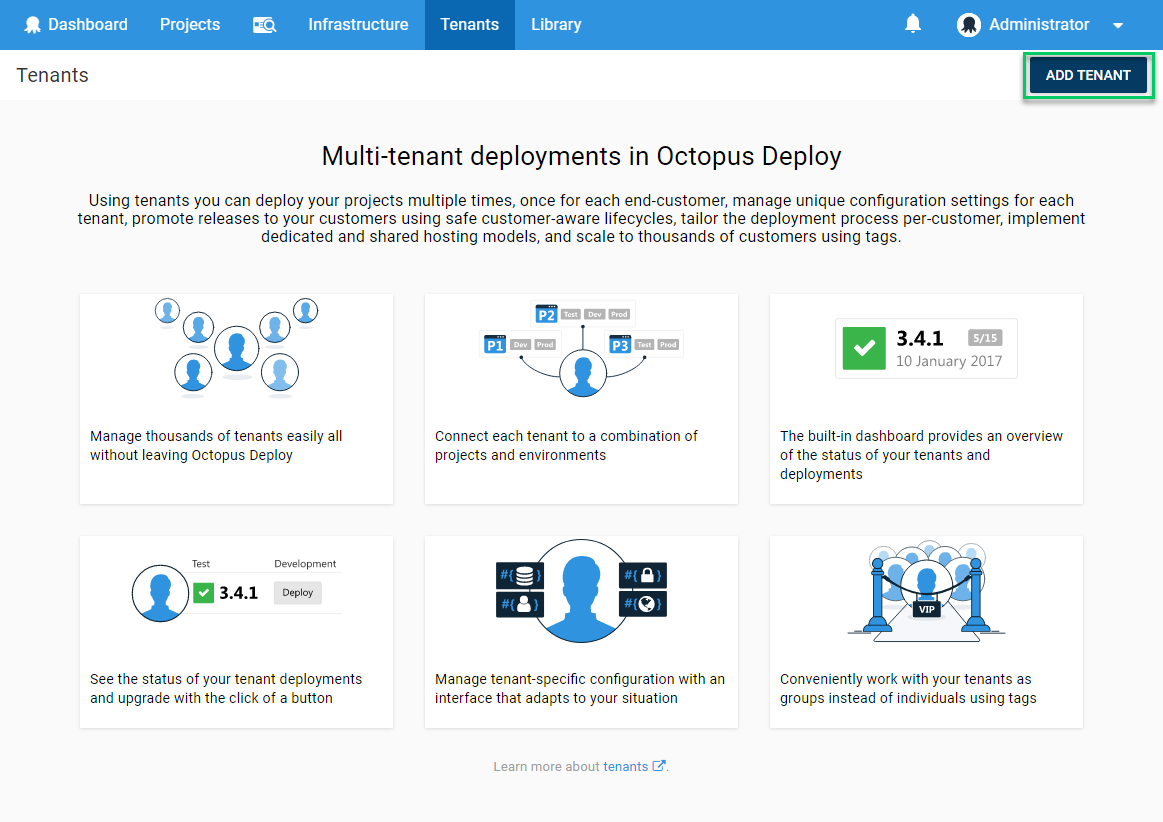 Dashboard Projects Infrastructure Tenants Library Administrator
Tenants ADD TENANT
Multi-tenant deployments in Octopus Deploy
Using tenants you can deploy your projects multiple times, once for each end-customer, manage unique configuration settings for each
tenant, promote releases to your customers using safe customer-aware lifecycles, tailor the deployment process per-customer, implement
dedicated and shared hosting models, and scale to thousands of customers using tags.
Manage thousands of tenants easily all
without leaving Octopus Deploy
P2 Test Dev Prod
P1 Dev Prod P3 Test Prod
Connect each tenant to a combination of
projects and environments
3.4.1 5/15
10 January 2017
The built-in dashboard provides an overview
of the status of your tenants and
deployments
Test Development
3.4.1 Deploy
See the status of your tenant deployments
and upgrade with the click of a button
#{ } #{ }
#{ } #{ }
Manage tenant-specific configuration with an
interface that adapts to your situation
VIP
Conveniently work with your tenants as
groups instead of individuals using tags
Learn more about tenants .